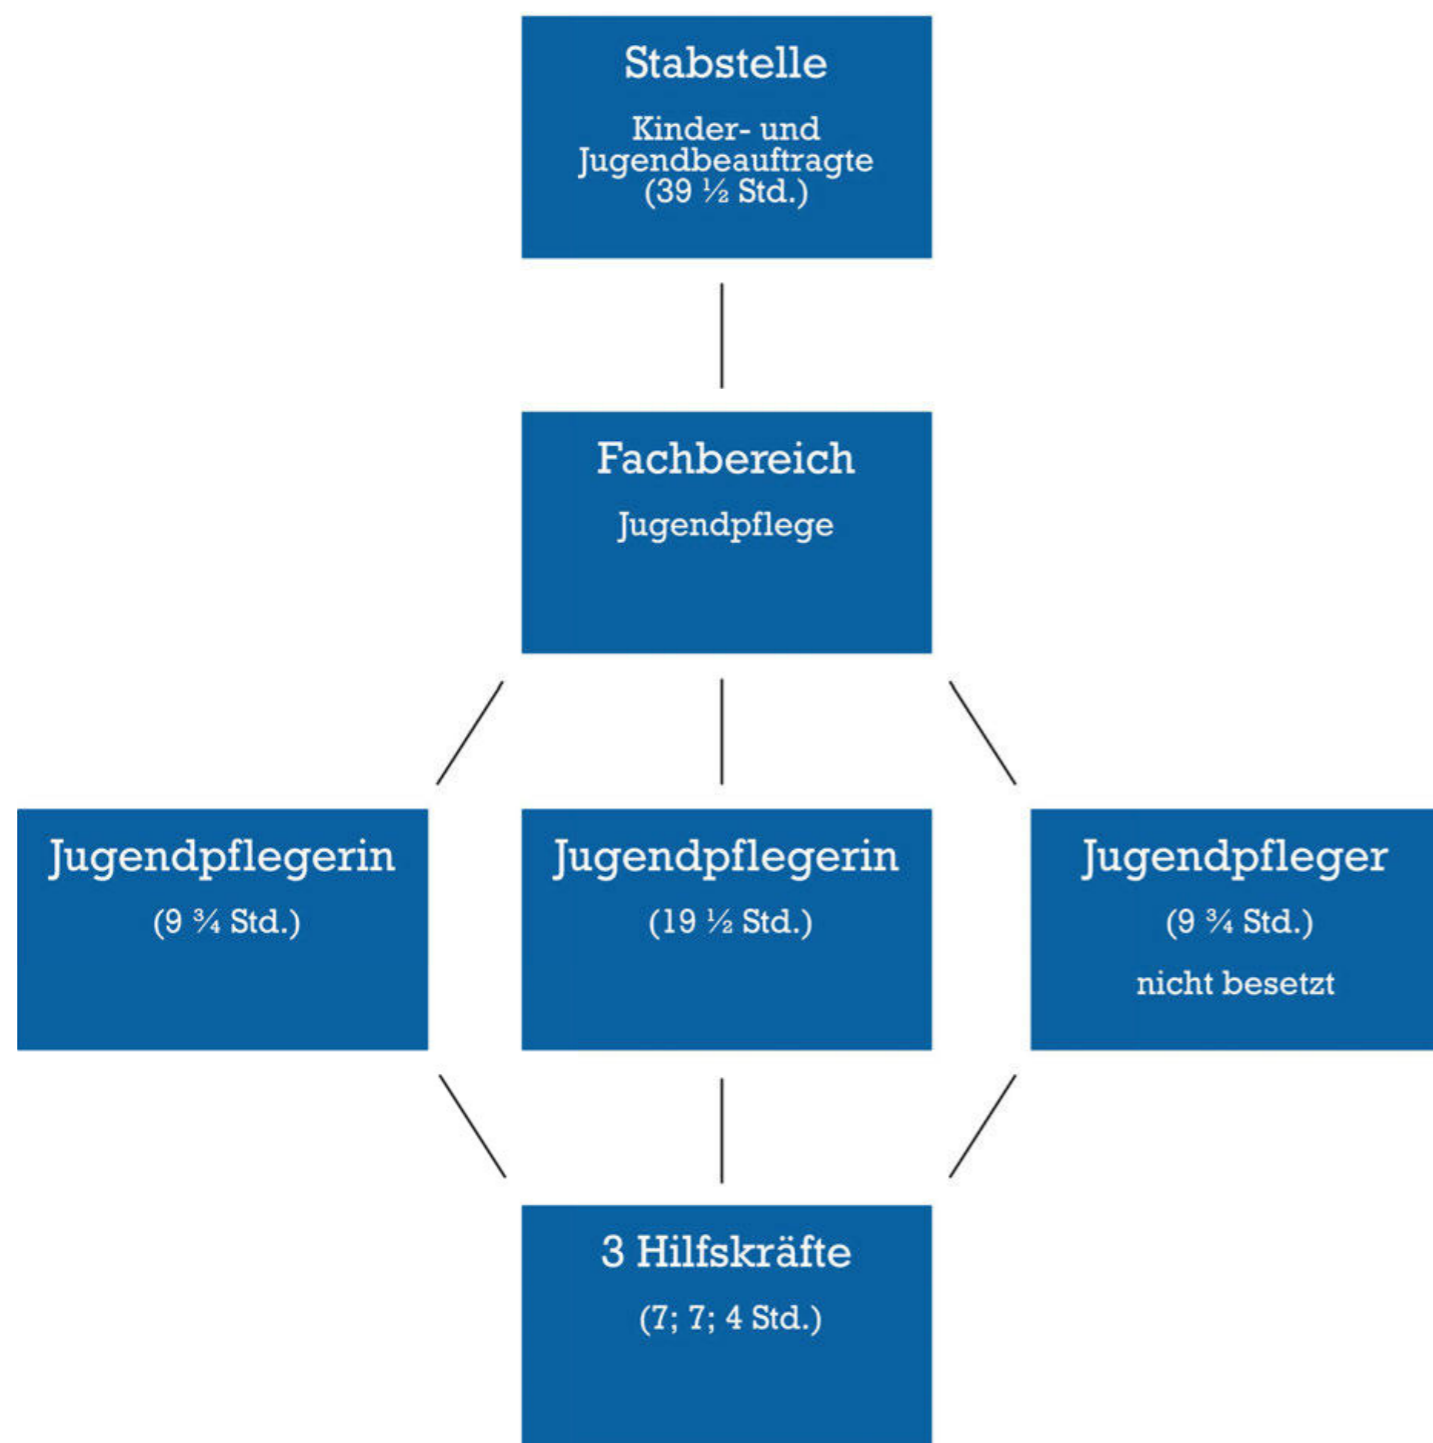 Stabstelle
Kinder- und
Jugendbeauftragte
(39 ½ Std.)
Fachbereich
Jugendpflege
Jugendpflegerin
(9 ¾ Std.)
Jugendpflegerin
(19 ½ Std.)
Jugendpfleger
(9 ¾ Std.)
nicht besetzt
3 Hilfskräfte
(7; 7; 4 Std.)